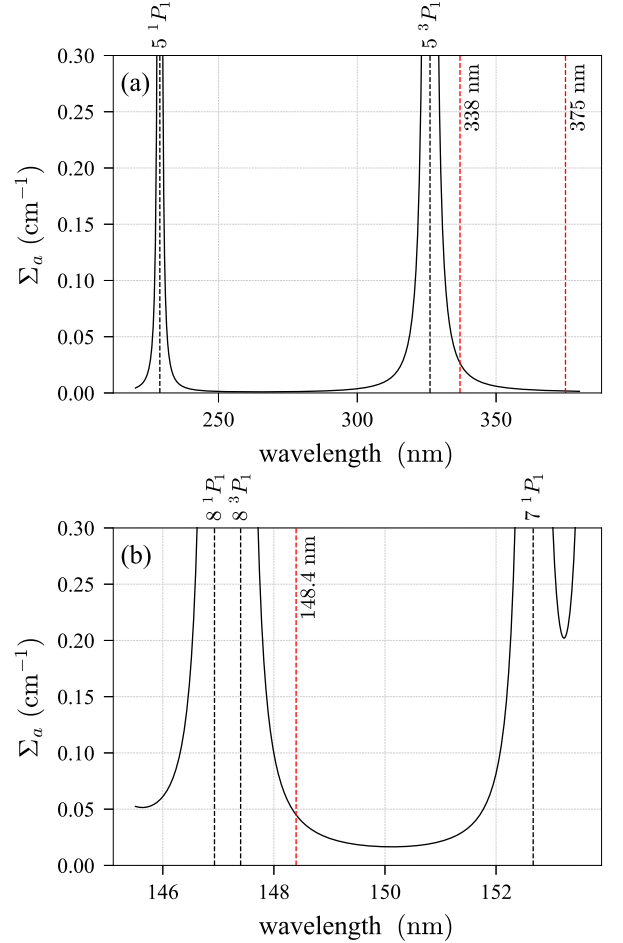 5 ¹P₁
5 ³P₁
(a)
338 nm
375 nm
0.30
0.25
0.20
0.15
0.10
0.05
0.00
Σₐ (cm⁻¹)
250
300
350
wavelength (nm)
8 ¹P₁
8 ³P₁
7 ¹P₁
(b)
148.4 nm
0.30
0.25
0.20
0.15
0.10
0.05
0.00
Σₐ (cm⁻¹)
146
148
150
152
wavelength (nm)